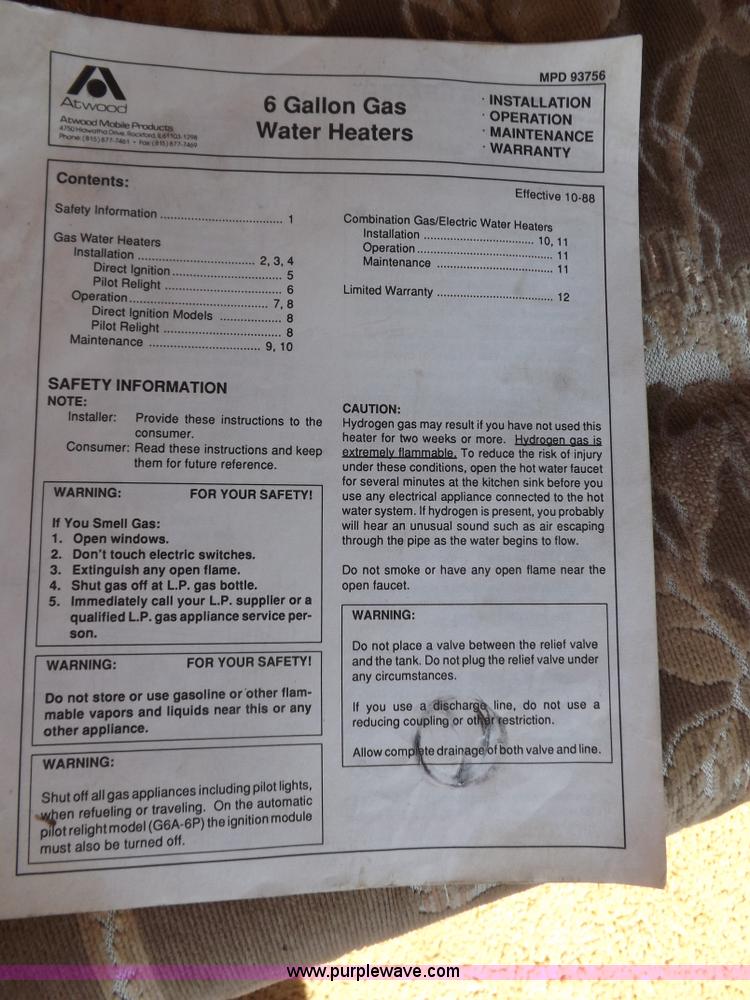 MPD 93756
Atwood
Atwood Mobile Products
4750 Hiawatha Drive, Rockford, IL 61103-1298
Phone: (815) 877-7461 • Fax: (815) 877-7469
6 Gallon Gas
Water Heaters
· INSTALLATION
· OPERATION
· MAINTENANCE
· WARRANTY
Contents:
Effective 10-88
Safety Information .................................. 1
Gas Water Heaters
Installation .................................. 2, 3, 4
Direct Ignition .............................. 5
Pilot Relight ................................. 6
Operation ....................................... 7, 8
Direct Ignition Models .................. 8
Pilot Relight ................................. 8
Maintenance ................................ 9, 10
Combination Gas/Electric Water Heaters
Installation ................................ 10, 11
Operation ....................................... 11
Maintenance .................................. 11
Limited Warranty ................................ 12
SAFETY INFORMATION
NOTE:
Installer: Provide these instructions to the
consumer.
Consumer: Read these instructions and keep
them for future reference.
WARNING: FOR YOUR SAFETY!
If You Smell Gas:
1. Open windows.
2. Don't touch electric switches.
3. Extinguish any open flame.
4. Shut gas off at L.P. gas bottle.
5. Immediately call your L.P. supplier or a
qualified L.P. gas appliance service per-
son.
WARNING: FOR YOUR SAFETY!
Do not store or use gasoline or other flam-
mable vapors and liquids near this or any
other appliance.
WARNING:
Shut off all gas appliances including pilot lights,
when refueling or traveling. On the automatic
pilot relight model (G6A-6P) the ignition module
must also be turned off.
CAUTION:
Hydrogen gas may result if you have not used this
heater for two weeks or more. Hydrogen gas is
extremely flammable. To reduce the risk of injury
under these conditions, open the hot water faucet
for several minutes at the kitchen sink before you
use any electrical appliance connected to the hot
water system. If hydrogen is present, you probably
will hear an unusual sound such as air escaping
through the pipe as the water begins to flow.
Do not smoke or have any open flame near the
open faucet.
WARNING:
Do not place a valve between the relief valve
and the tank. Do not plug the relief valve under
any circumstances.
If you use a discharge line, do not use a
reducing coupling or other restriction.
Allow complete drainage of both valve and line.
www.purplewave.com